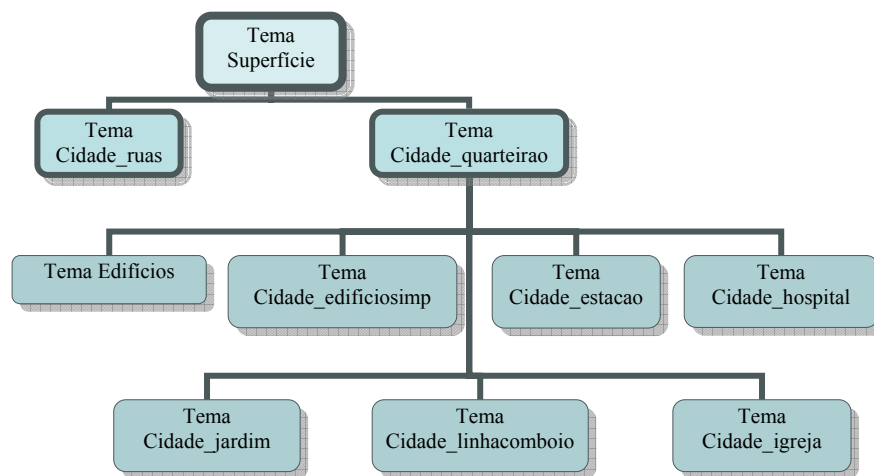 Tema
Superfície
Tema
Cidade_ruas
Tema
Cidade_quarteirao
Tema Edifícios
Tema
Cidade_edificiosimp
Tema
Cidade_estacao
Tema
Cidade_hospital
Tema
Cidade_jardim
Tema
Cidade_linhacomboio
Tema
Cidade_igreja